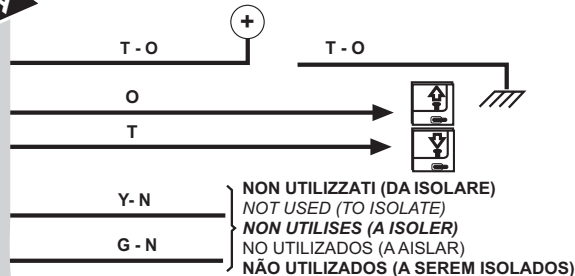 +
T - O
T - O
O
T
Y- N
G - N
NON UTILIZZATI (DA ISOLARE)
NOT USED (TO ISOLATE)
NON UTILISES (A ISOLER)
NO UTILIZADOS (A AISLAR)
NÃO UTILIZADOS (A SEREM ISOLADOS)